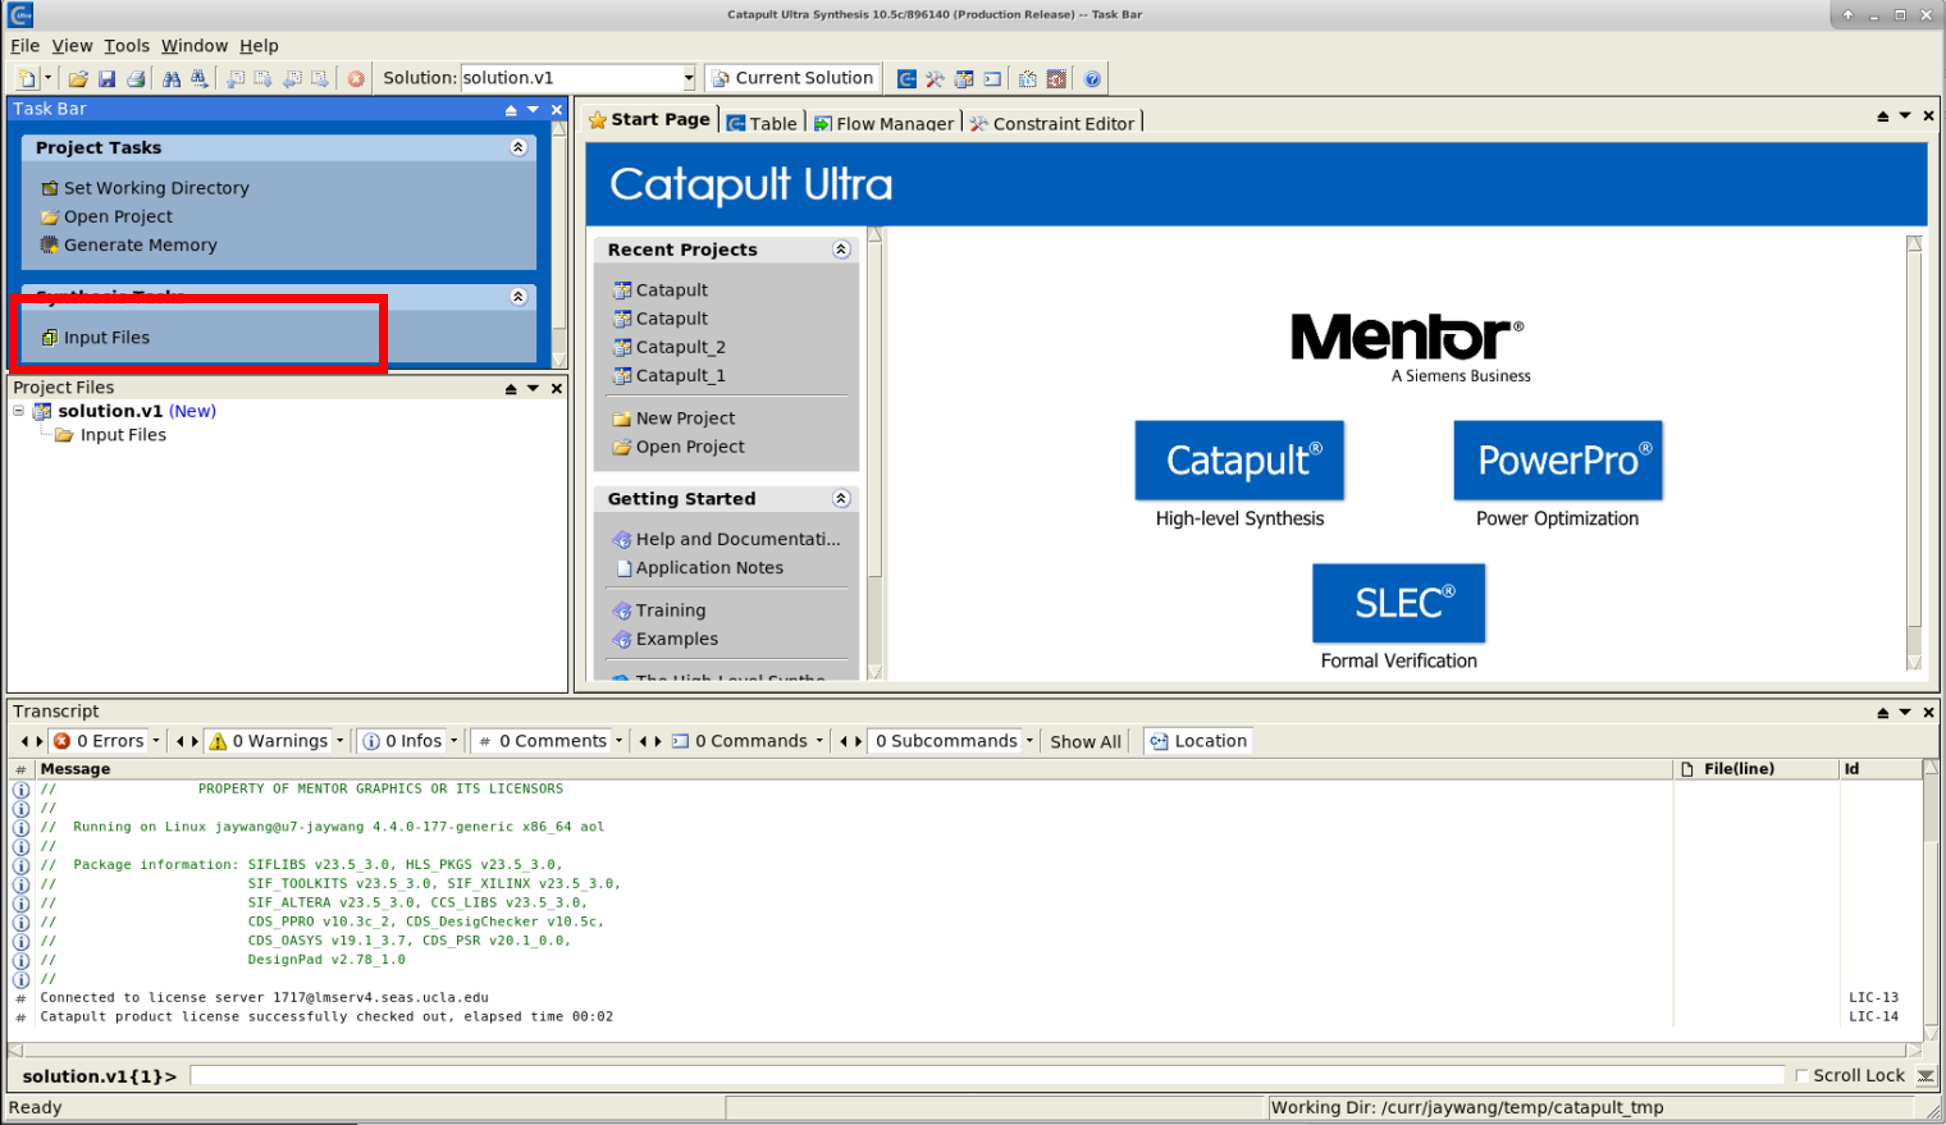 Catapult Ultra Synthesis 10.5c/896140 (Production Release) -- Task Bar
File View Tools Window Help
Solution: solution.v1 Current Solution
Task Bar
Project Tasks
Set Working Directory
Open Project
Generate Memory
Synthesis Tasks
Input Files
Project Files
solution.v1 (New)
Input Files
Start Page Table Flow Manager Constraint Editor
Catapult Ultra
Recent Projects
Catapult
Catapult
Catapult_2
Catapult_1
New Project
Open Project
Getting Started
Help and Documentati...
Application Notes
Training
Examples
Mentor®
A Siemens Business
Catapult®
High-level Synthesis
PowerPro®
Power Optimization
SLEC®
Formal Verification
Transcript
0 Errors 0 Warnings 0 Infos # 0 Comments 0 Commands 0 Subcommands Show All Location
# Message File(line) Id
// PROPERTY OF MENTOR GRAPHICS OR ITS LICENSORS
//
// Running on Linux jaywang@u7-jaywang 4.4.0-177-generic x86_64 aol
//
// Package information: SIFLIBS v23.5_3.0, HLS_PKGS v23.5_3.0,
// SIF_TOOLKITS v23.5_3.0, SIF_XILINX v23.5_3.0,
// SIF_ALTERA v23.5_3.0, CCS_LIBS v23.5_3.0,
// CDS_PPRO v10.3c_2, CDS_DesigChecker v10.5c,
// CDS_OASYS v19.1_3.7, CDS_PSR v20.1_0.0,
// DesignPad v2.78_1.0
//
# Connected to license server 1717@lmserv4.seas.ucla.edu LIC-13
# Catapult product license successfully checked out, elapsed time 00:02 LIC-14
solution.v1{1}> Scroll Lock
Ready Working Dir: /curr/jaywang/temp/catapult_tmp